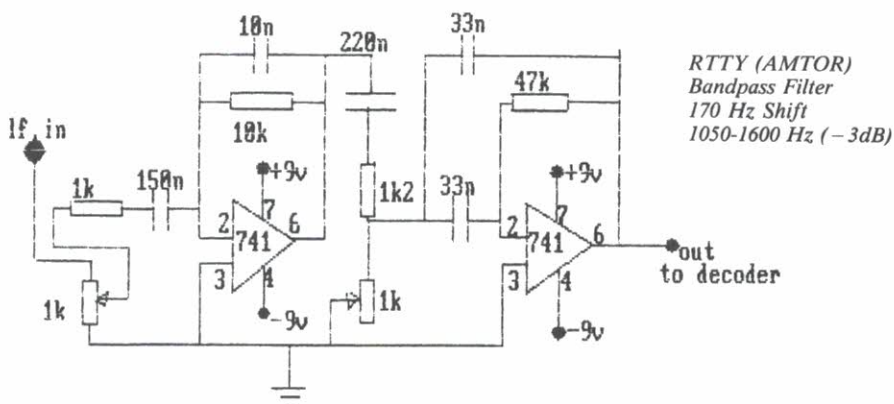 10n
220n
33n
RTTY (AMTOR)
Bandpass Filter
170 Hz Shift
1050-1600 Hz (−3dB)
47k
10k
lf in
+9v
+9v
150n
1k
1k2
33n
7
7
2
6
2
6
741
741
out
to decoder
3
4
3
4
1k
1k
-9v
-9v